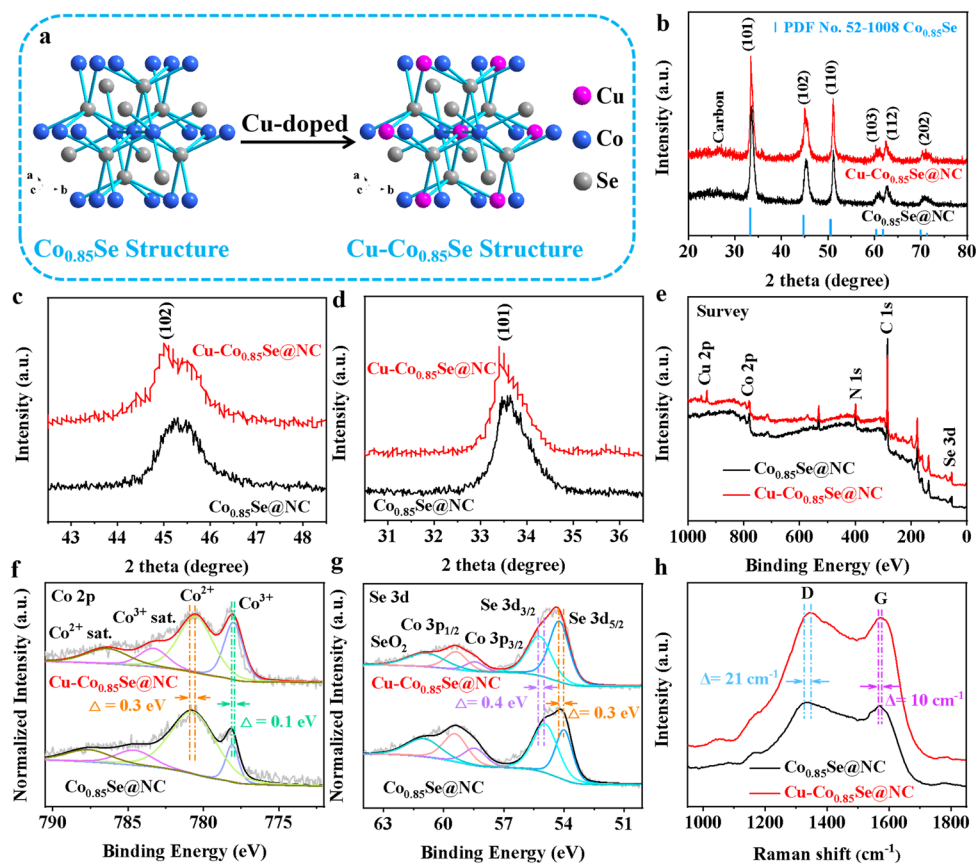 a
Cu-doped
Cu
Co
Se
a
c
b
a
c
b
Co0.85Se Structure
Cu-Co0.85Se Structure
b
PDF No. 52-1008 Co0.85Se
Intensity (a.u.)
Carbon
(101)
(102)
(110)
(103)
(112)
(202)
Cu-Co0.85Se@NC
Co0.85Se@NC
20 30 40 50 60 70 80
2 theta (degree)
c
Intensity (a.u.)
(102)
Cu-Co0.85Se@NC
Co0.85Se@NC
43 44 45 46 47 48
2 theta (degree)
d
Intensity (a.u.)
(101)
Cu-Co0.85Se@NC
Co0.85Se@NC
31 32 33 34 35 36
2 theta (degree)
e
Survey
Intensity (a.u.)
Cu 2p
Co 2p
N 1s
C 1s
Se 3d
Co0.85Se@NC
Cu-Co0.85Se@NC
1000 800 600 400 200 0
Binding Energy (eV)
f
Normalized Intensity (a.u.)
Co 2p
Co2+
Co3+
Co3+ sat.
Co2+ sat.
Cu-Co0.85Se@NC
△ = 0.3 eV
△ = 0.1 eV
Co0.85Se@NC
790 785 780 775
Binding Energy (eV)
g
Normalized Intensity (a.u.)
Se 3d
Se 3d3/2
Se 3d5/2
Co 3p1/2
Co 3p3/2
SeO2
Cu-Co0.85Se@NC
△ = 0.4 eV
△= 0.3 eV
Co0.85Se@NC
63 60 57 54 51
Binding Energy (eV)
h
Intensity (a.u.)
D
G
Δ= 21 cm-1
Δ= 10 cm-1
Co0.85Se@NC
Cu-Co0.85Se@NC
1000 1200 1400 1600 1800
Raman shift (cm-1)